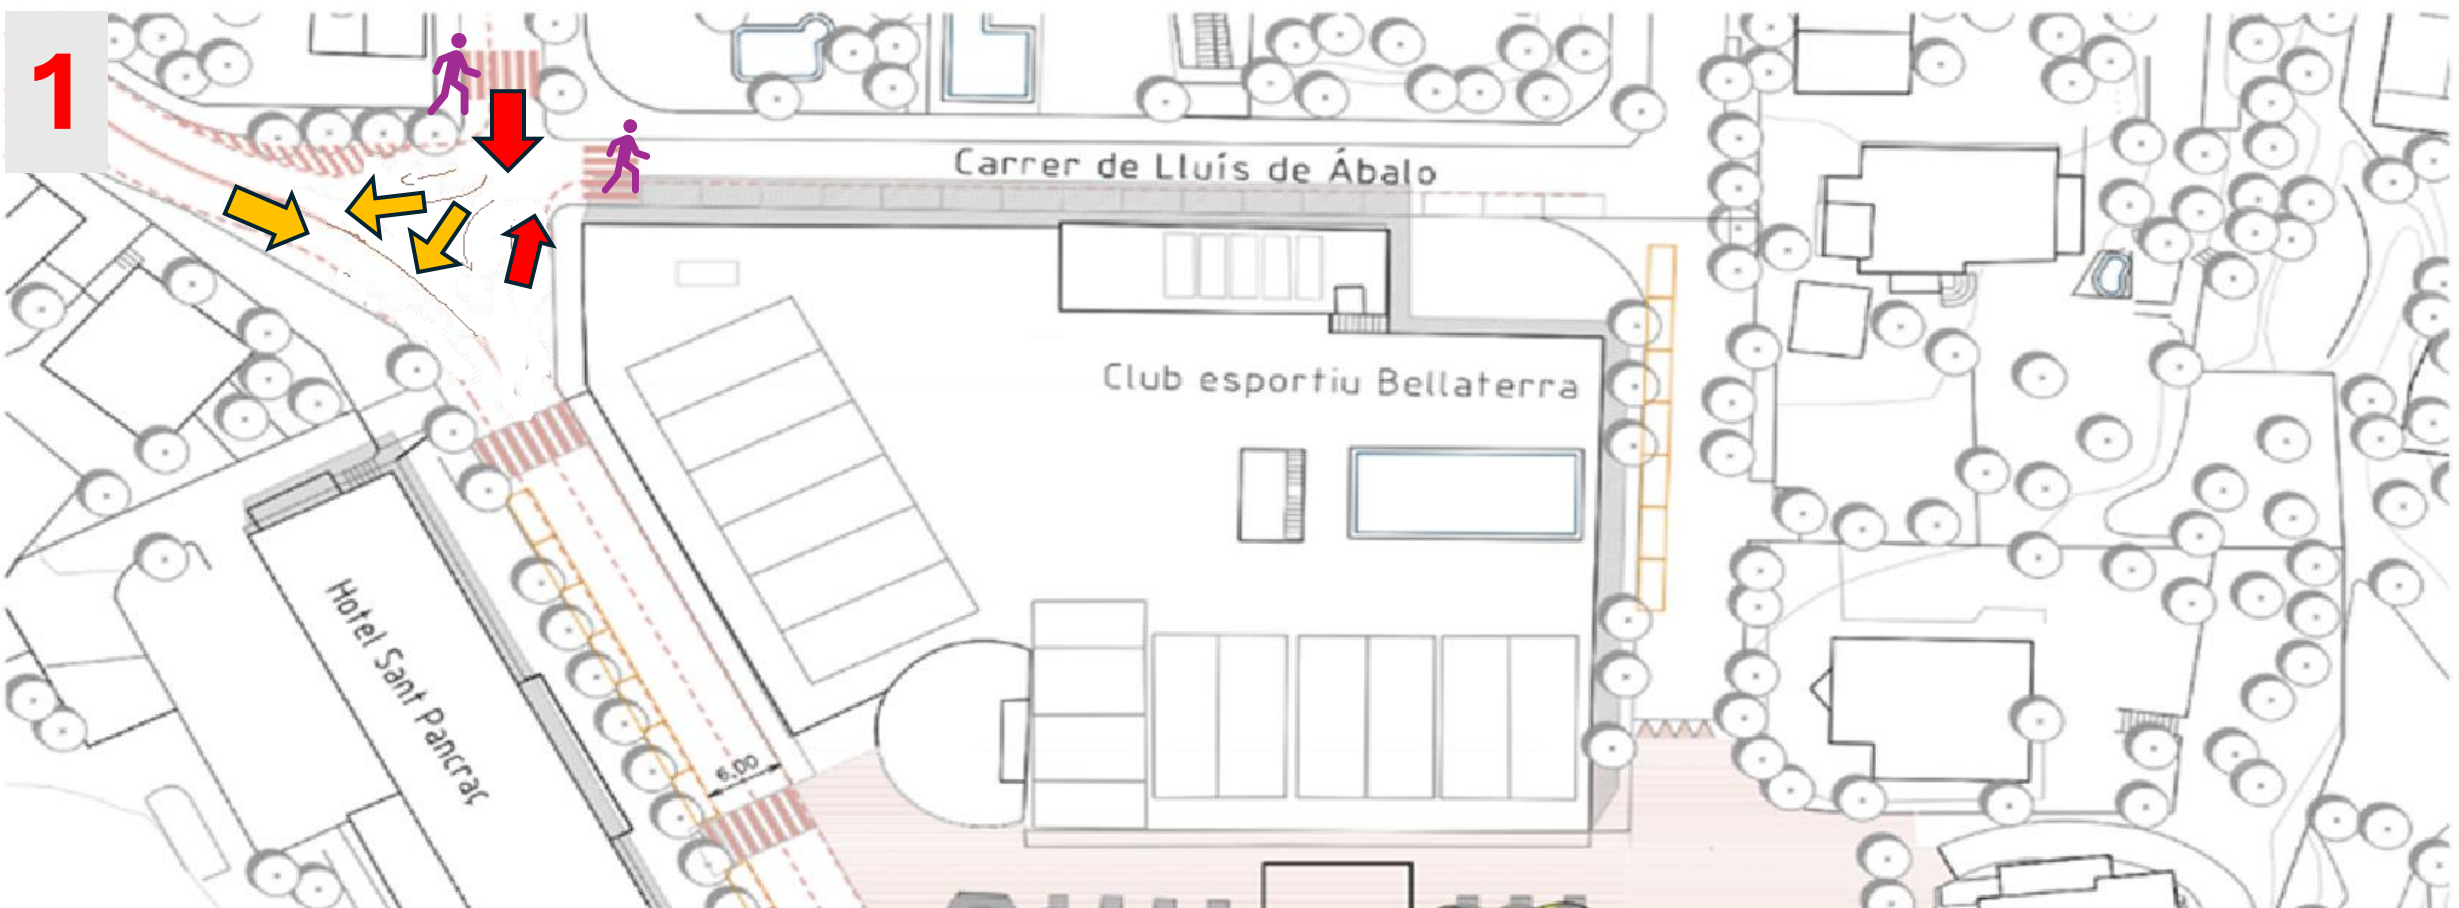 1
Carrer de Lluís de Ábalo
Club esportiu Bellaterra
Hotel Sant Pancraç
6,00